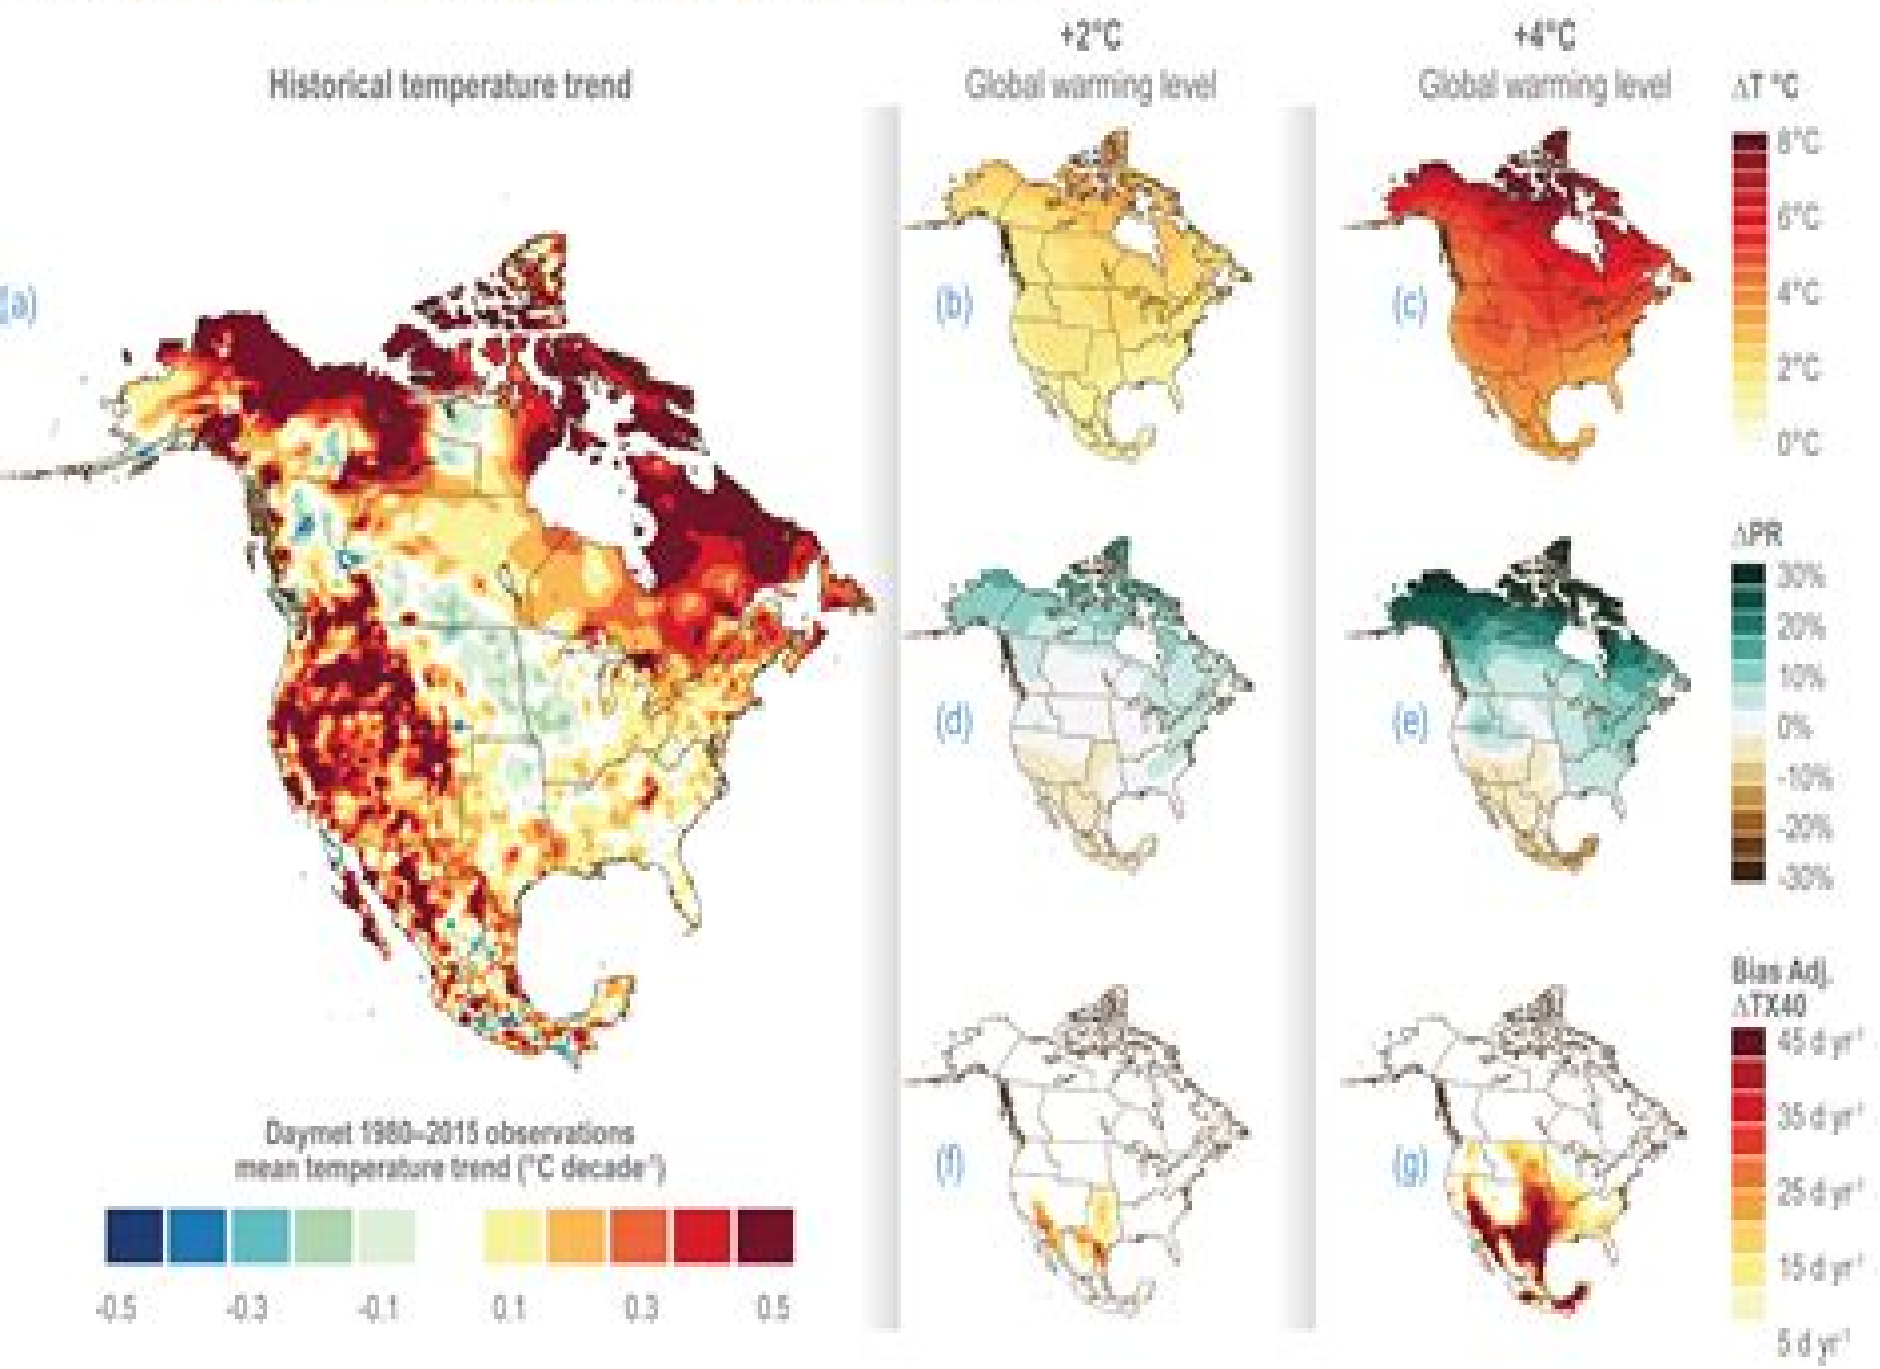 Historical temperature trend
+2°C
Global warming level
+4°C
Global warming level
ΔT °C
8°C
6°C
4°C
2°C
0°C
(a)
(b)
(c)
ΔPR
30%
20%
10%
0%
-10%
-20%
-30%
(d)
(e)
Bias Adj.
ΔTX40
45 d yr⁻¹
35 d yr⁻¹
25 d yr⁻¹
15 d yr⁻¹
5 d yr⁻¹
(f)
(g)
Daymet 1980–2015 observations
mean temperature trend (°C decade⁻¹)
-0.5 -0.3 -0.1 0.1 0.3 0.5